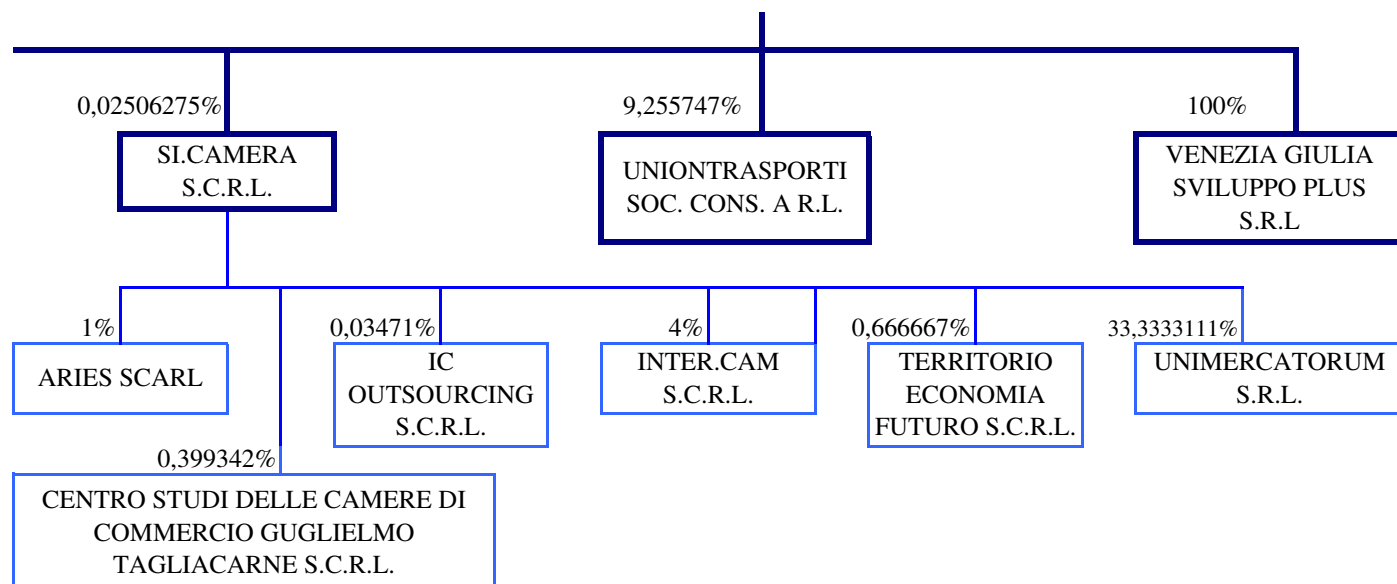 0,02506275%
9,255747%
100%
SI.CAMERA
S.C.R.L.
UNIONTRASPORTI
SOC. CONS. A R.L.
VENEZIA GIULIA
SVILUPPO PLUS
S.R.L
1%
0,03471%
4%
0,666667%
33,3333111%
ARIES SCARL
IC
OUTSOURCING
S.C.R.L.
INTER.CAM
S.C.R.L.
TERRITORIO
ECONOMIA
FUTURO S.C.R.L.
UNIMERCATORUM
S.R.L.
0,399342%
CENTRO STUDI DELLE CAMERE DI
COMMERCIO GUGLIELMO
TAGLIACARNE S.C.R.L.